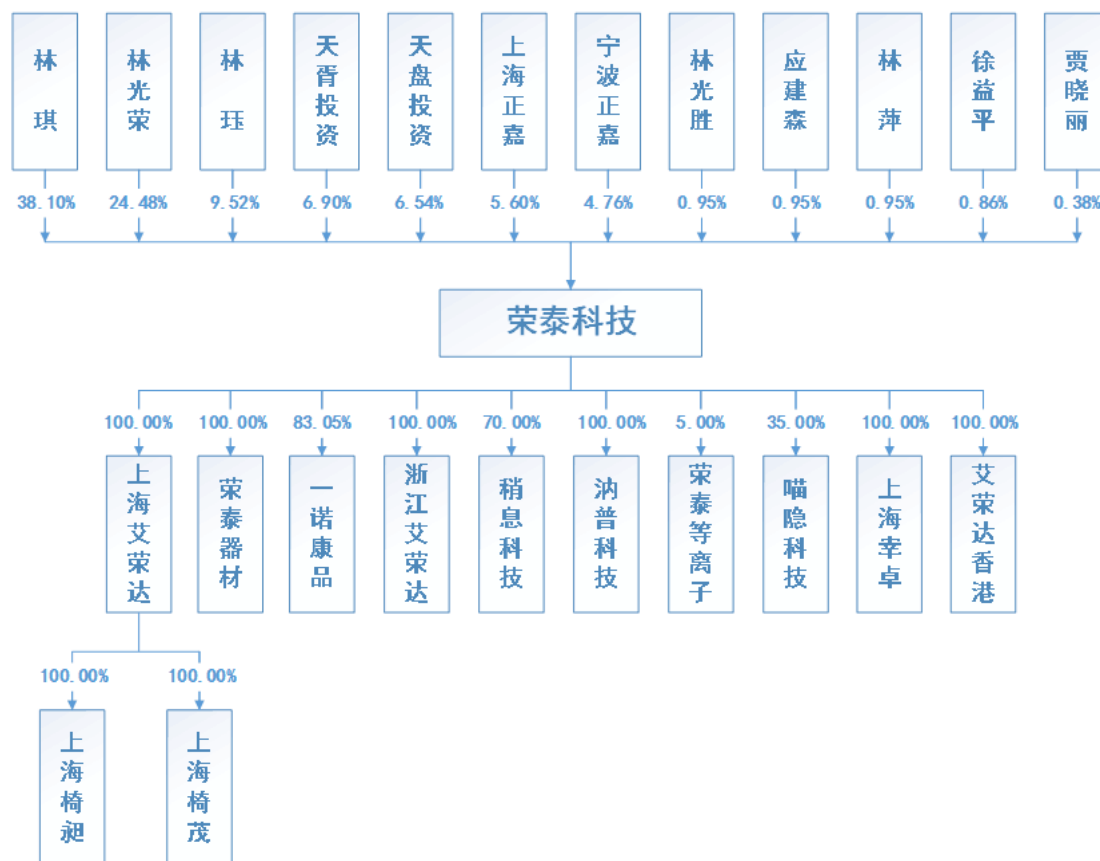 林琪
林光荣
林珏
天胥投资
天盘投资
上海正嘉
宁波正嘉
林光胜
应建森
林萍
徐益平
贾晓丽
38.10%
24.48%
9.52%
6.90%
6.54%
5.60%
4.76%
0.95%
0.95%
0.95%
0.86%
0.38%
荣泰科技
100.00%
100.00%
83.05%
100.00%
70.00%
100.00%
5.00%
35.00%
100.00%
100.00%
上海艾荣达
荣泰器材
一诺康品
浙江艾荣达
稍息科技
汭普科技
荣泰等离子
喵隐科技
上海幸卓
艾荣达香港
100.00%
100.00%
上海椅昶
上海椅茂